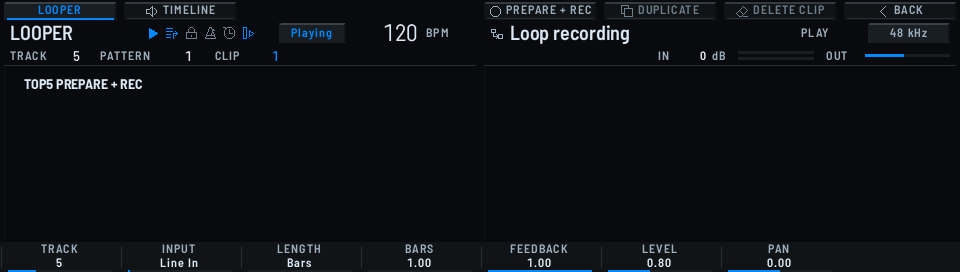 LOOPER TIMELINE PREPARE + REC DUPLICATE DELETE CLIP BACK
LOOPER Playing 120 BPM Loop recording PLAY 48 kHz
TRACK 5 PATTERN 1 CLIP 1 IN 0 dB OUT
TOP5 PREPARE + REC
TRACK INPUT LENGTH BARS FEEDBACK LEVEL PAN
5 Line In Bars 1.00 1.00 0.80 0.00